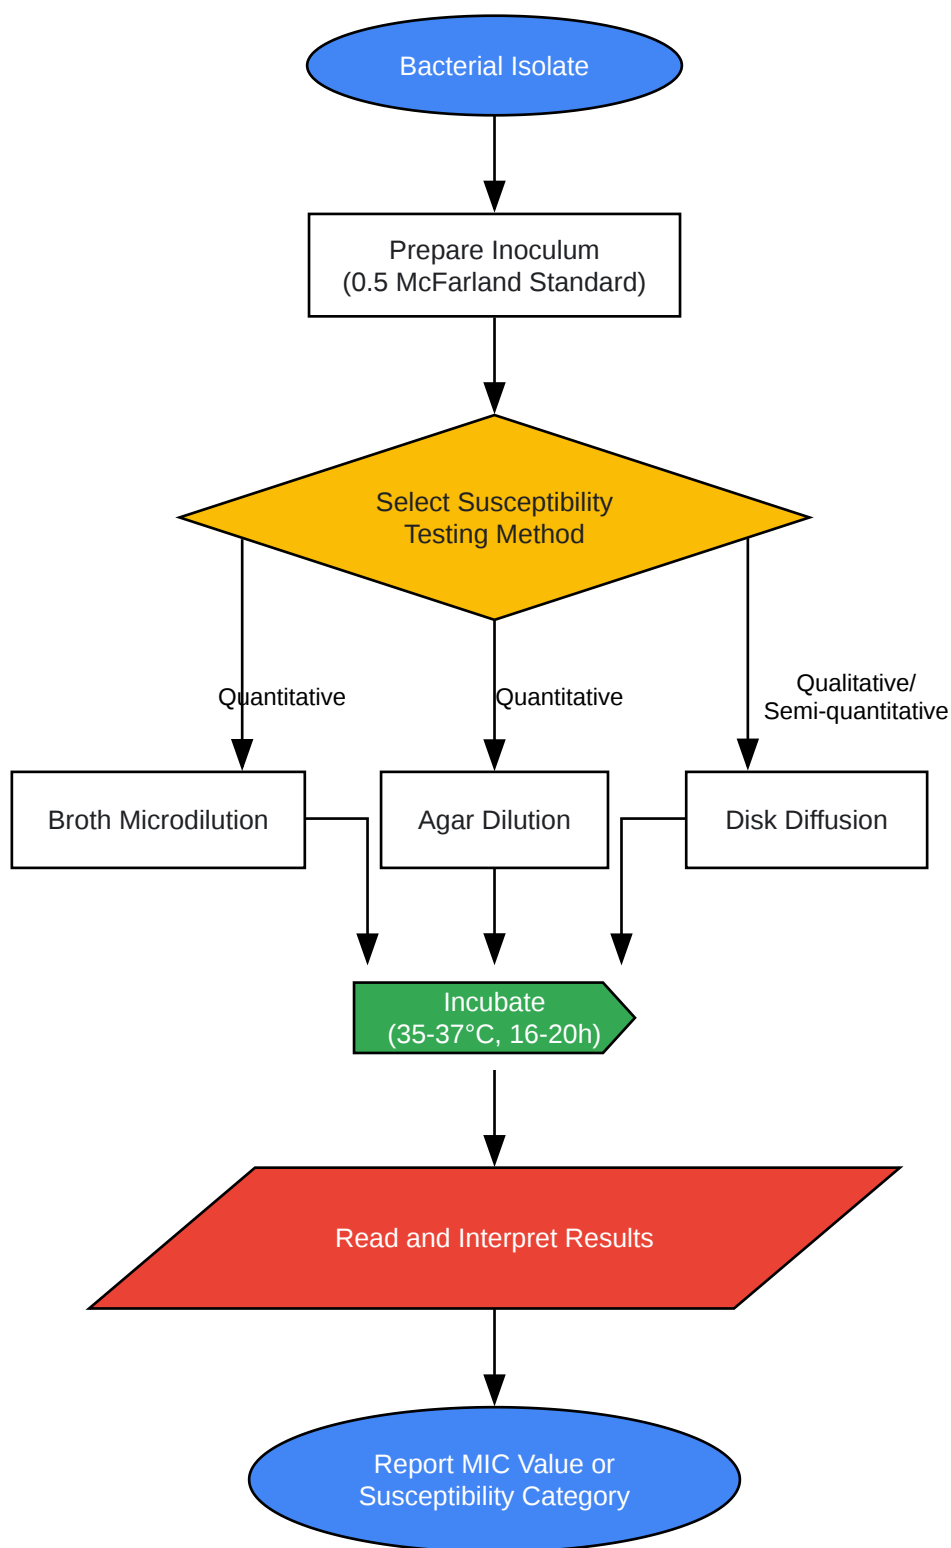 Bacterial Isolate
Prepare Inoculum
(0.5 McFarland Standard)
Select Susceptibility
Testing Method
Quantitative
Quantitative
Qualitative/
Semi-quantitative
Broth Microdilution
Agar Dilution
Disk Diffusion
Incubate
(35-37°C, 16-20h)
Read and Interpret Results
Report MIC Value or
Susceptibility Category